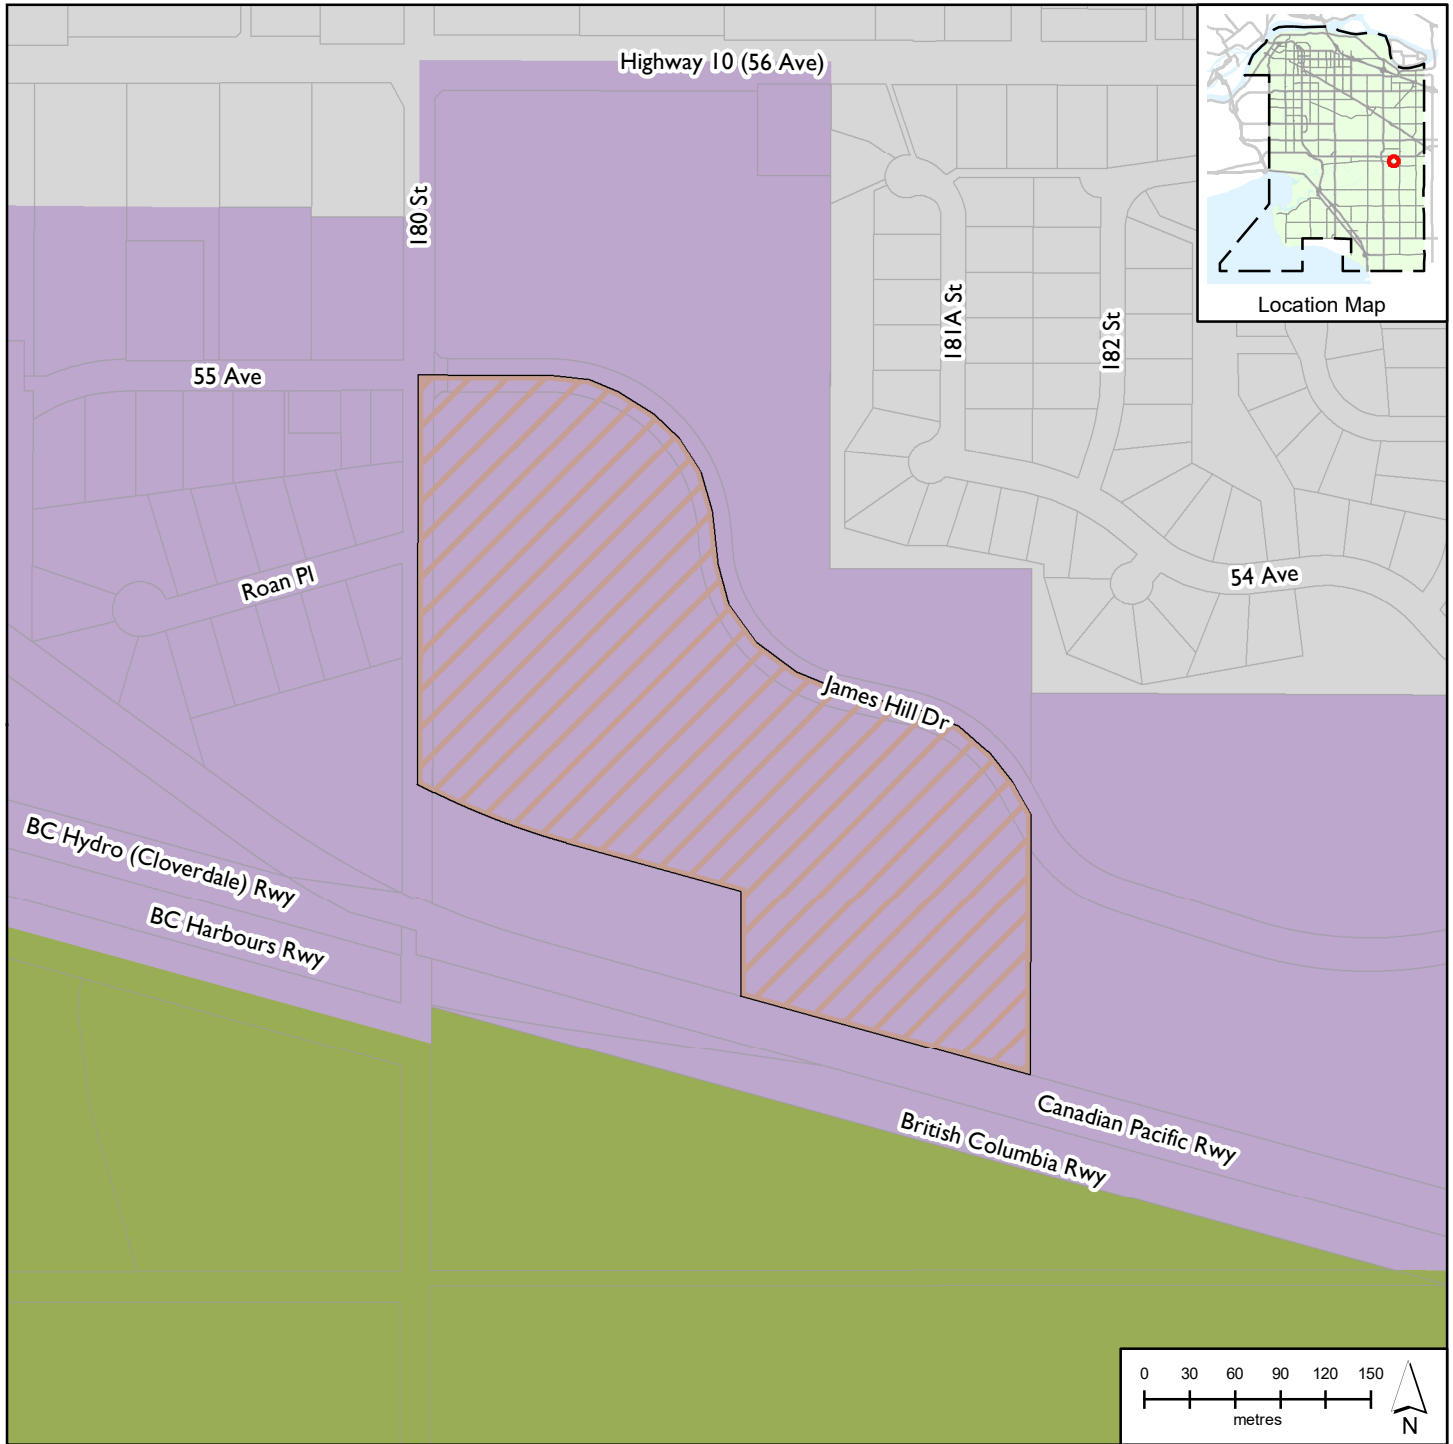 Highway 10 (56 Ave)
Location Map
180 St
181A St
182 St
55 Ave
Roan Pl
54 Ave
James Hill Dr
BC Hydro (Cloverdale) Rwy
BC Harbours Rwy
Canadian Pacific Rwy
British Columbia Rwy
0 30 60 90 120 150
metres
N